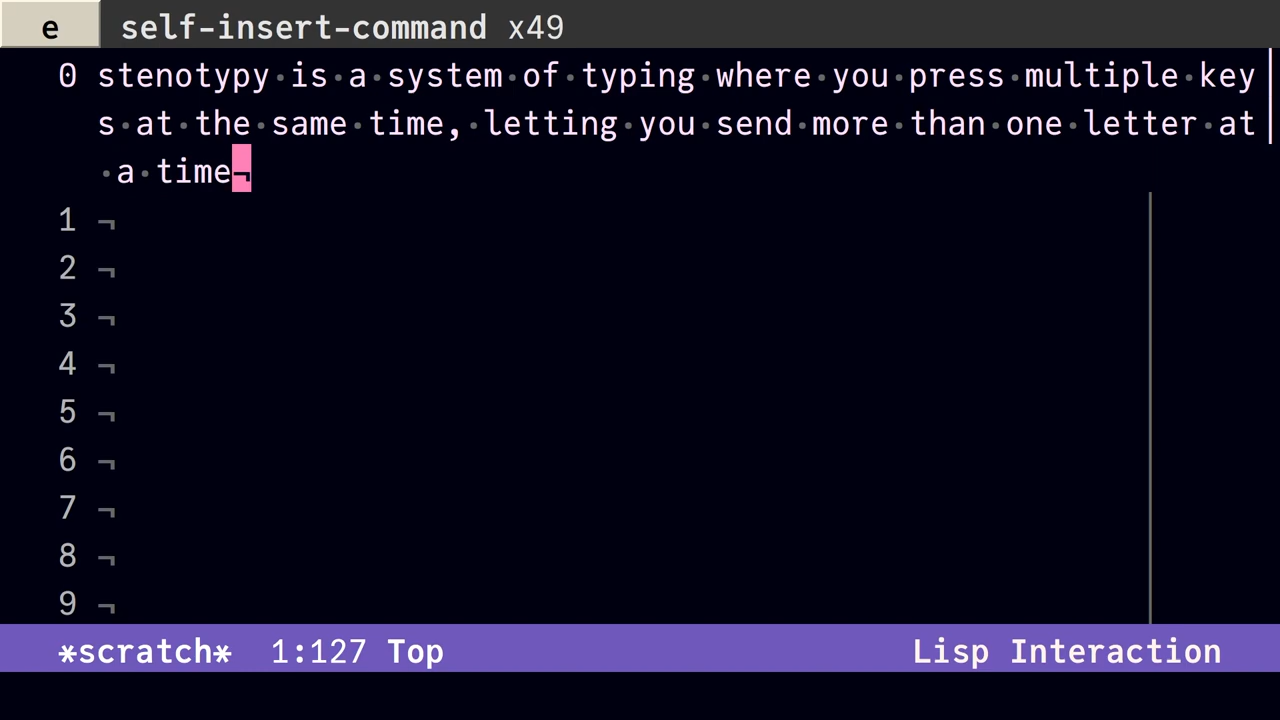 e self-insert-command x49
0 stenotypy·is·a·system·of·typing·where·you·press·multiple·key
s·at·the·same·time,·letting·you·send·more·than·one·letter·at
·a·time¬
1 ¬
2 ¬
3 ¬
4 ¬
5 ¬
6 ¬
7 ¬
8 ¬
9 ¬
*scratch* 1:127 Top Lisp Interaction